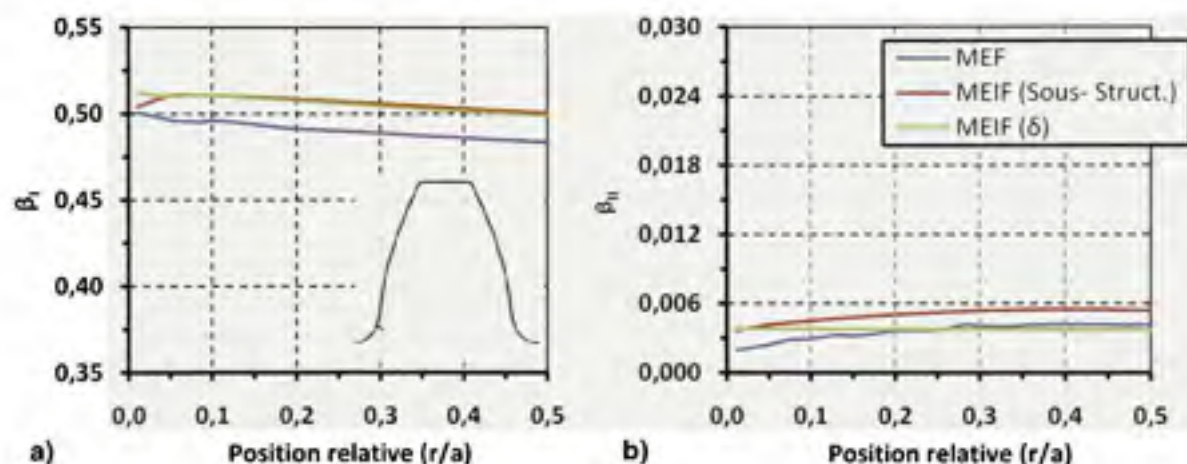 0,55
0,50
0,45
0,40
0,35
βI
0,0 0,1 0,2 0,3 0,4 0,5
a) Position relative (r/a)
0,030
0,024
0,018
0,012
0,006
0,000
βII
MEF
MEIF (Sous- Struct.)
MEIF (δ)
0,0 0,1 0,2 0,3 0,4 0,5
b) Position relative (r/a)